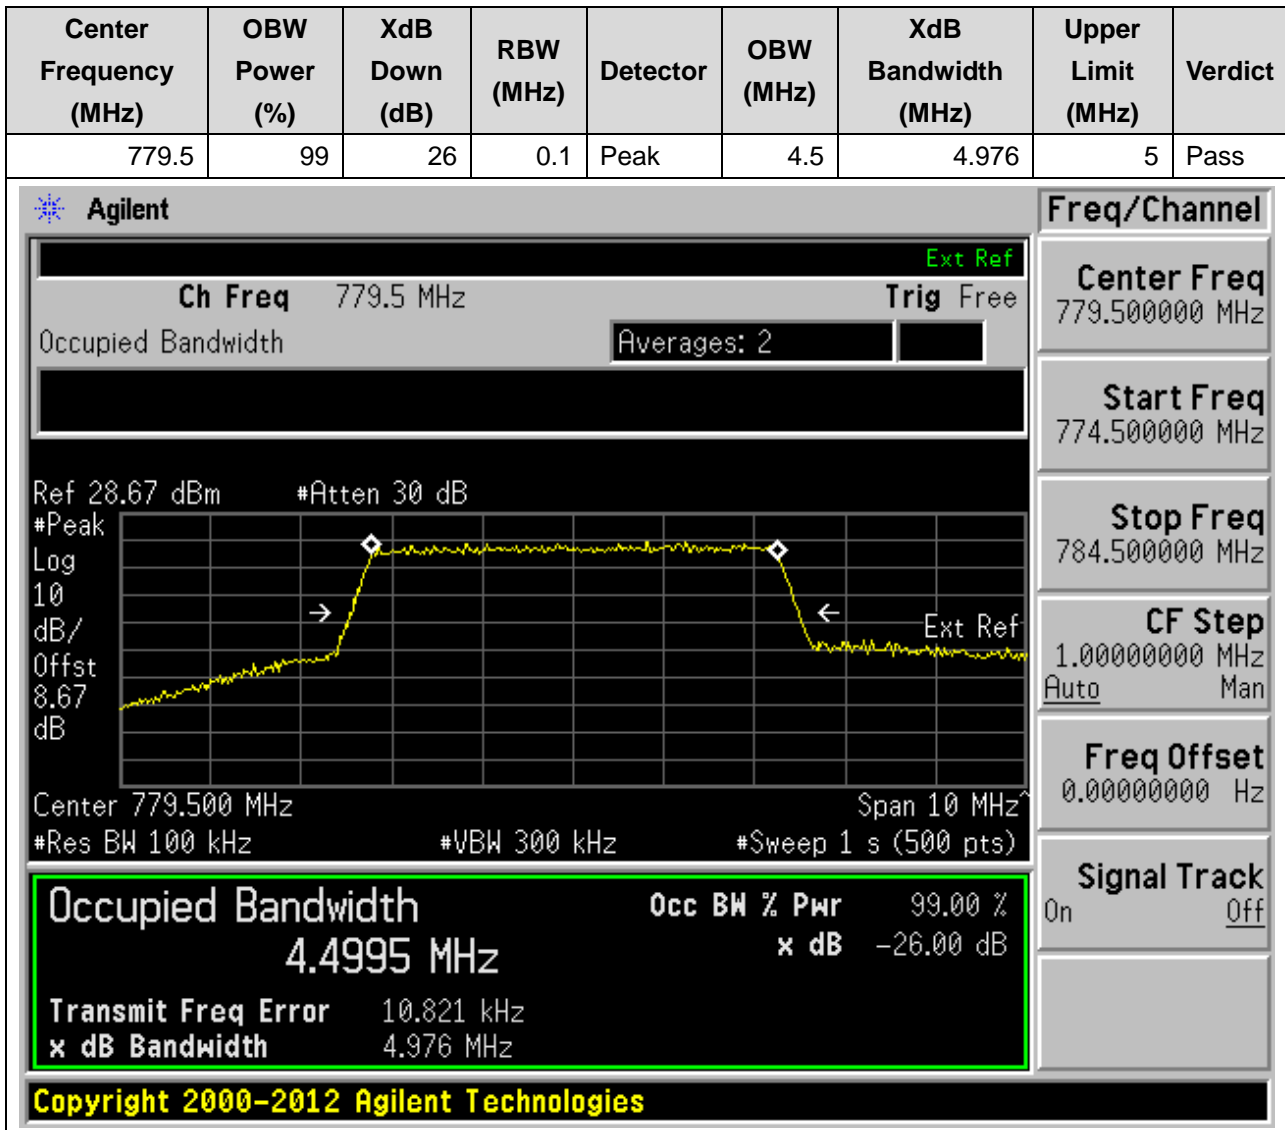 Center Frequency (MHz) OBW Power (%) XdB Down (dB) RBW (MHz) Detector OBW (MHz) XdB Bandwidth (MHz) Upper Limit (MHz) Verdict
779.5 99 26 0.1 Peak 4.5 4.976 5 Pass
Agilent
Freq/Channel
Ext Ref
Ch Freq 779.5 MHz Trig Free
Occupied Bandwidth Averages: 2
Center Freq
779.500000 MHz
Start Freq
774.500000 MHz
Stop Freq
784.500000 MHz
CF Step
1.00000000 MHz
Auto Man
Freq Offset
0.00000000 Hz
Signal Track
On Off
Ref 28.67 dBm #Atten 30 dB
#Peak
Log
10
dB/
Offst
8.67
dB
Ext Ref
Center 779.500 MHz Span 10 MHz^
#Res BW 100 kHz #VBW 300 kHz #Sweep 1 s (500 pts)
Occupied Bandwidth
4.4995 MHz
Occ BW % Pwr 99.00 %
x dB -26.00 dB
Transmit Freq Error 10.821 kHz
x dB Bandwidth 4.976 MHz
Copyright 2000-2012 Agilent Technologies